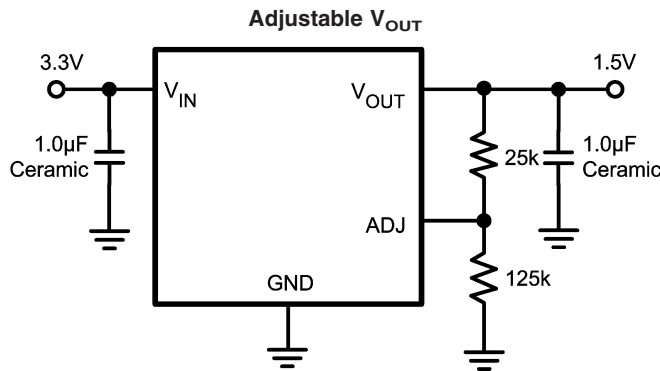 Adjustable VOUT
3.3V
1.5V
VIN
VOUT
1.0µF
Ceramic
25k
1.0µF
Ceramic
ADJ
GND
125k